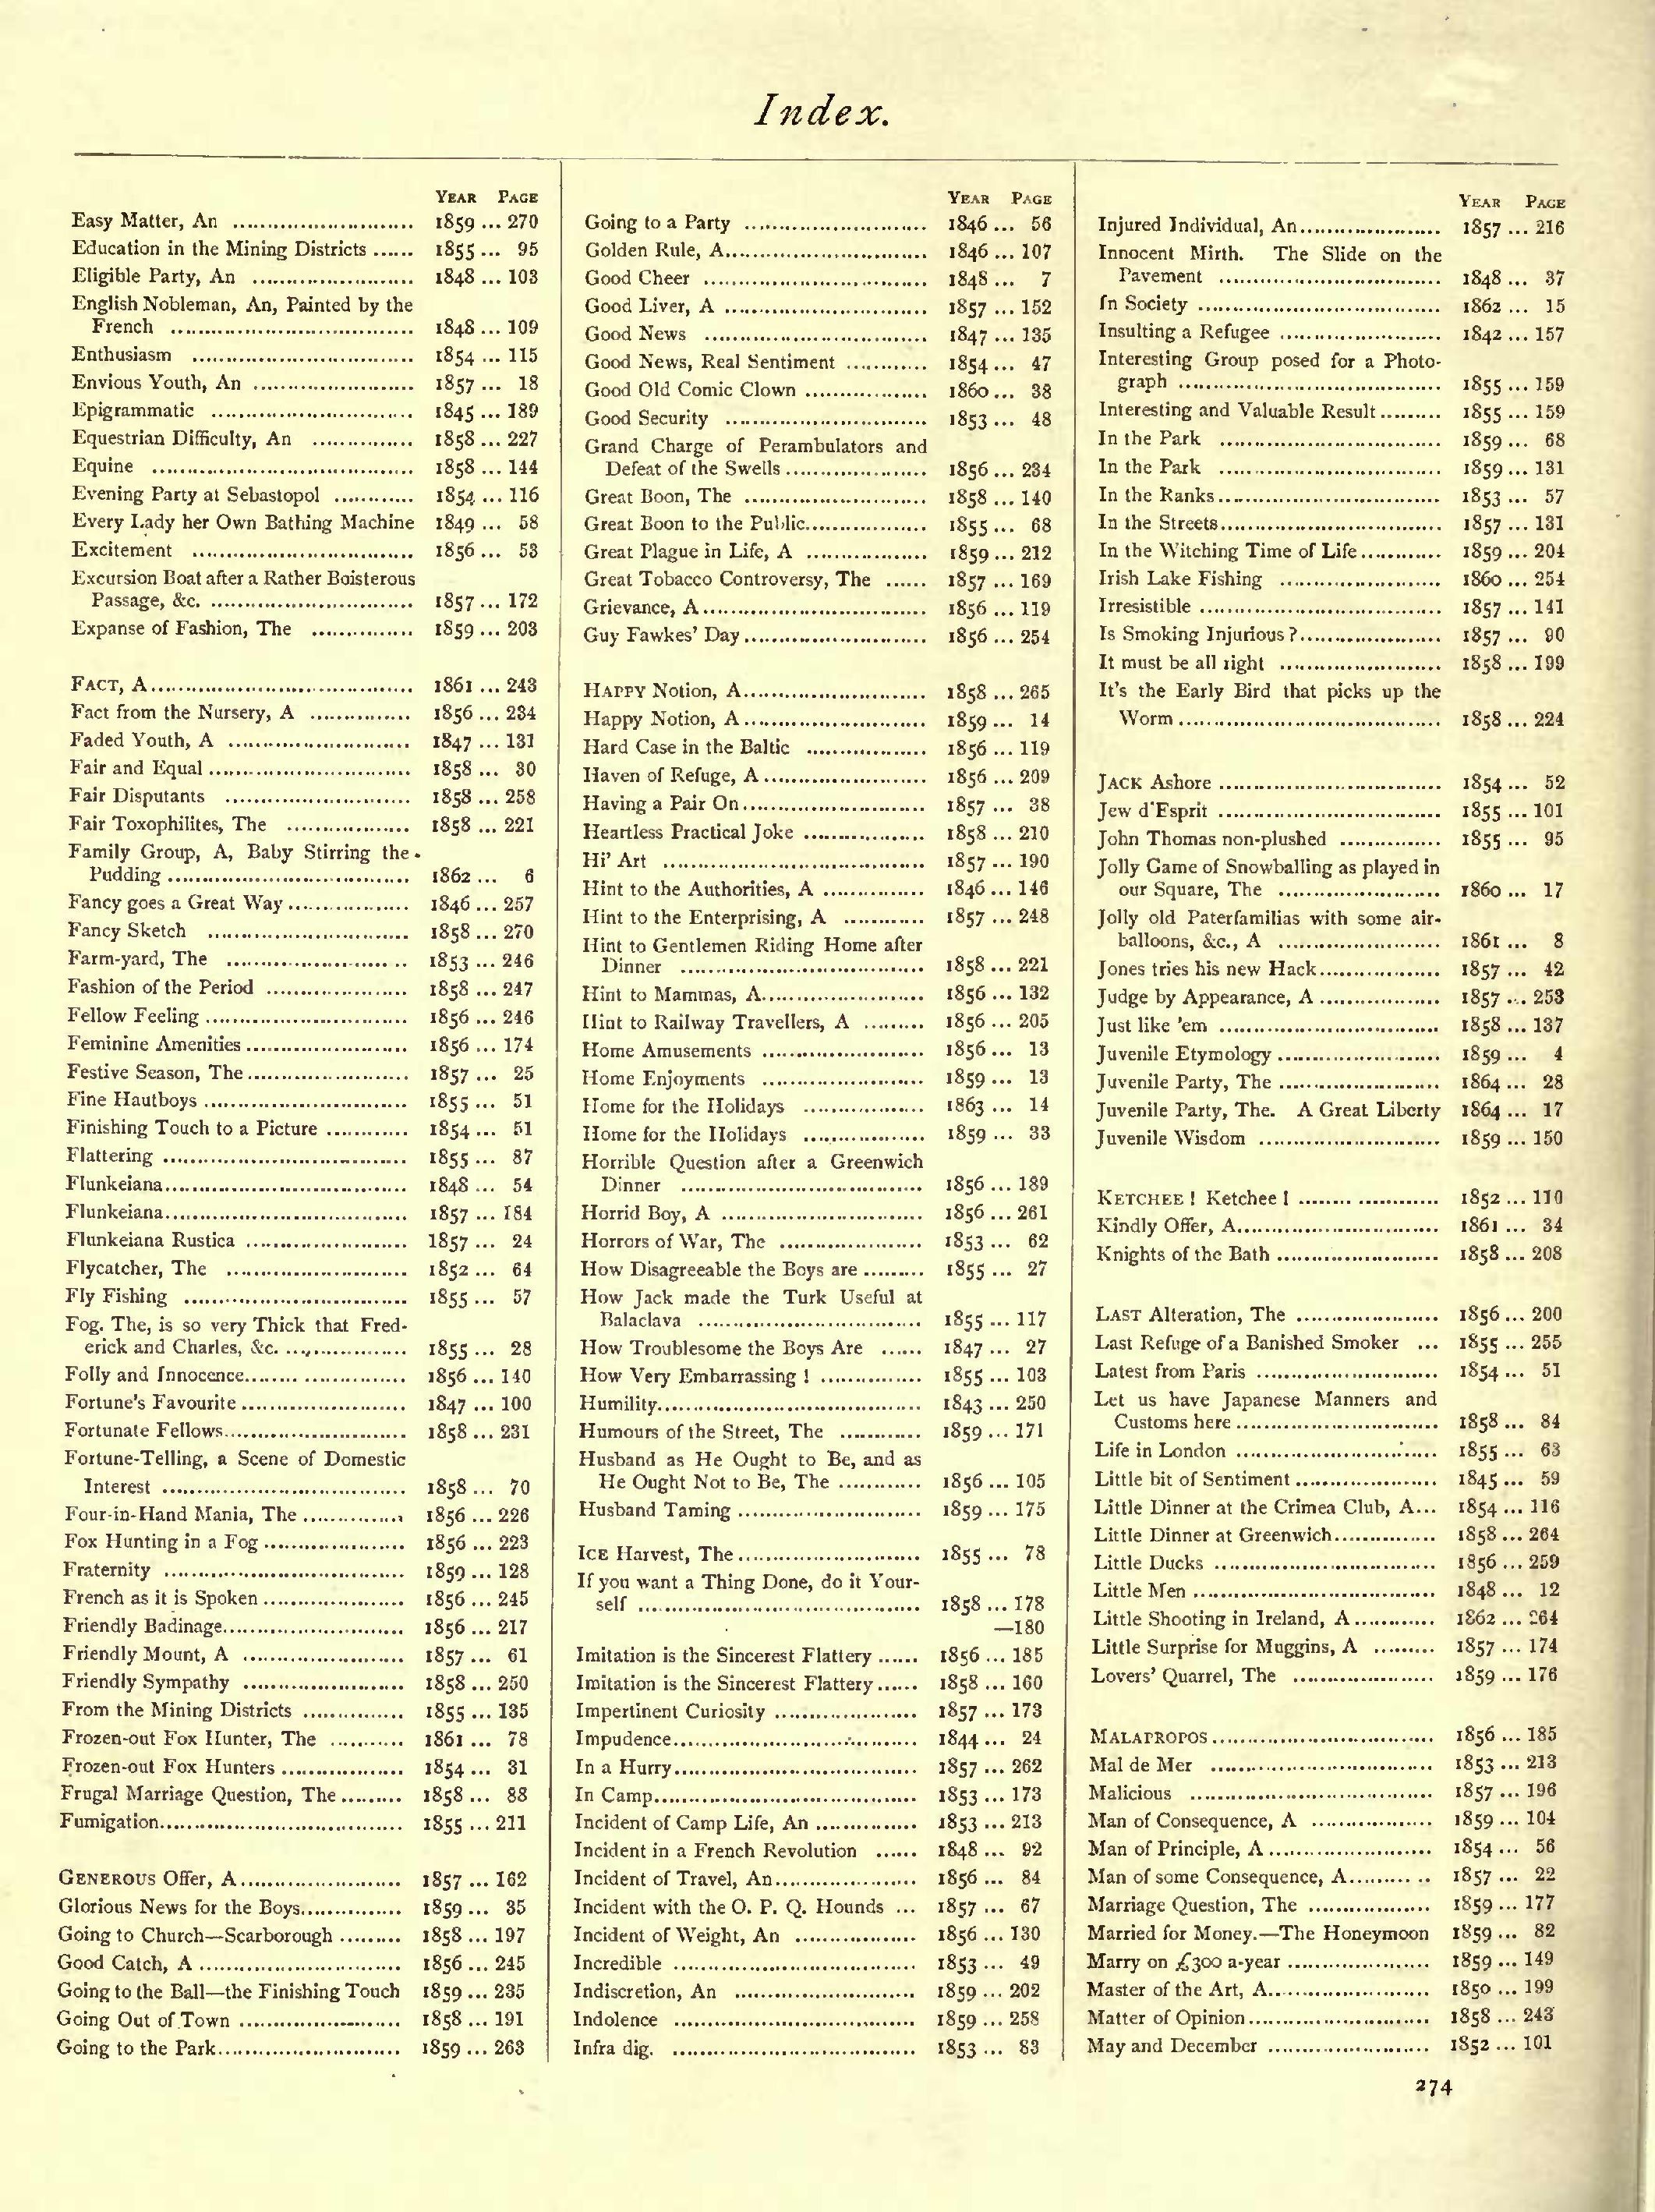 Index.
YEAR PAGE
Easy Matter, An ........................... 1859 ... 270
Education in the Mining Districts ...... 1855 ... 95
Eligible Party, An ........................ 1848 ... 103
English Nobleman, An, Painted by the
French .................................... 1848 ... 109
Enthusiasm ................................. 1854 ... 115
Envious Youth, An ........................ 1857 ... 18
Epigrammatic .............................. 1845 ... 189
Equestrian Difficulty, An ............... 1858 ... 227
Equine ....................................... 1858 ... 144
Evening Party at Sebastopol ............ 1854 ... 116
Every Lady her Own Bathing Machine 1849 ... 58
Excitement ................................. 1856 ... 53
Excursion Boat after a Rather Boisterous
Passage, &c. .............................. 1857 ... 172
Expanse of Fashion, The ............... 1859 ... 203
FACT, A....................................... 1861 ... 243
Fact from the Nursery, A ............... 1856 ... 234
Faded Youth, A ........................... 1847 ... 131
Fair and Equal.............................. 1858 ... 30
Fair Disputants ........................... 1858 ... 258
Fair Toxophilites, The .................. 1858 ... 221
Family Group, A, Baby Stirring the
Pudding .................................... 1862 ... 6
Fancy goes a Great Way.................. 1846 ... 257
Fancy Sketch .............................. 1858 ... 270
Farm-yard, The ........................... 1853 ... 246
Fashion of the Period ..................... 1858 ... 247
Fellow Feeling .............................. 1856 ... 246
Feminine Amenities ........................ 1856 ... 174
Festive Season, The........................ 1857 ... 25
Fine Hautboys .............................. 1855 ... 51
Finishing Touch to a Picture ............ 1854 ... 51
Flattering .................................... 1855 ... 87
Flunkeiana.................................... 1848 ... 54
Flunkeiana.................................... 1857 ... 184
Flunkeiana Rustica ........................ 1857 ... 24
Flycatcher, The ........................... 1852 ... 64
Fly Fishing ................................. 1855 ... 57
Fog. The, is so very Thick that Fred-
erick and Charles, &c. .................. 1855 ... 28
Folly and Innocence........................ 1856 ... 140
Fortune's Favourite ........................ 1847 ... 100
Fortunate Fellows........................... 1858 ... 231
Fortune-Telling, a Scene of Domestic
Interest .................................... 1858 ... 70
Four-in-Hand Mania, The ............... 1856 ... 226
Fox Hunting in a Fog ..................... 1856 ... 223
Fraternity .................................... 1859 ... 128
French as it is Spoken ..................... 1856 ... 245
Friendly Badinage........................... 1856 ... 217
Friendly Mount, A ........................ 1857 ... 61
Friendly Sympathy ........................ 1858 ... 250
From the Mining Districts ............... 1855 ... 135
Frozen-out Fox Hunter, The ........... 1861 ... 78
Frozen-out Fox Hunters .................. 1854 ... 31
Frugal Marriage Question, The ......... 1858 ... 88
Fumigation.................................... 1855 ... 211
GENEROUS Offer, A........................ 1857 ... 162
Glorious News for the Boys............... 1859 ... 35
Going to Church—Scarborough ......... 1858 ... 197
Good Catch, A .............................. 1856 ... 245
Going to the Ball—the Finishing Touch 1859 ... 235
Going Out of Town ........................ 1858 ... 191
Going to the Park........................... 1859 ... 263
YEAR PAGE
Going to a Party ........................... 1846 ... 56
Golden Rule, A.............................. 1846 ... 107
Good Cheer ................................. 1848 ... 7
Good Liver, A .............................. 1857 ... 152
Good News ................................. 1847 ... 135
Good News, Real Sentiment ............ 1854 ... 47
Good Old Comic Clown .................. 1860 ... 38
Good Security .............................. 1853 ... 48
Grand Charge of Perambulators and
Defeat of the Swells ..................... 1856 ... 234
Great Boon, The ........................... 1858 ... 140
Great Boon to the Public.................. 1855 ... 68
Great Plague in Life, A .................. 1859 ... 212
Great Tobacco Controversy, The ...... 1857 ... 169
Grievance, A................................. 1856 ... 119
Guy Fawkes' Day........................... 1856 ... 254
HAPPY Notion, A........................... 1858 ... 265
Happy Notion, A........................... 1859 ... 14
Hard Case in the Baltic .................. 1856 ... 119
Haven of Refuge, A ........................ 1856 ... 209
Having a Pair On........................... 1857 ... 38
Heartless Practical Joke .................. 1858 ... 210
Hi' Art ....................................... 1857 ... 190
Hint to the Authorities, A ............... 1846 ... 146
Hint to the Enterprising, A ............ 1857 ... 248
Hint to Gentlemen Riding Home after
Dinner .................................... 1858 ... 221
Hint to Mammas, A........................ 1856 ... 132
Hint to Railway Travellers, A ......... 1856 ... 205
Home Amusements ........................ 1856 ... 13
Home Enjoyments ........................ 1859 ... 13
Home for the Holidays .................. 1863 ... 14
Home for the Holidays .................. 1859 ... 33
Horrible Question after a Greenwich
Dinner .................................... 1856 ... 189
Horrid Boy, A .............................. 1856 ... 261
Horrors of War, The ..................... 1853 ... 62
How Disagreeable the Boys are ......... 1855 ... 27
How Jack made the Turk Useful at
Balaclava ................................. 1855 ... 117
How Troublesome the Boys Are ...... 1847 ... 27
How Very Embarrassing ! ............... 1855 ... 103
Humility....................................... 1843 ... 250
Humours of the Street, The ............ 1859 ... 171
Husband as He Ought to Be, and as
He Ought Not to Be, The ............ 1856 ... 105
Husband Taming ........................... 1859 ... 175
ICE Harvest, The........................... 1855 ... 78
If you want a Thing Done, do it Your-
self .......................................... 1858 ... 178
—180
Imitation is the Sincerest Flattery ...... 1856 ... 185
Imitation is the Sincerest Flattery ...... 1858 ... 160
Impertinent Curiosity ..................... 1857 ... 173
Impudence.................................... 1844 ... 24
In a Hurry.................................... 1857 ... 262
In Camp....................................... 1853 ... 173
Incident of Camp Life, An ............... 1853 ... 213
Incident in a French Revolution ...... 1848 ... 92
Incident of Travel, An..................... 1856 ... 84
Incident with the O. P. Q. Hounds ... 1857 ... 67
Incident of Weight, An .................. 1856 ... 130
Incredible .................................... 1853 ... 49
Indiscretion, An ........................... 1859 ... 202
Indolence .................................... 1859 ... 258
Infra dig. .................................... 1853 ... 83
YEAR PAGE
Injured Individual, An..................... 1857 ... 216
Innocent Mirth. The Slide on the
Pavement ................................. 1848 ... 37
In Society .................................... 1862 ... 15
Insulting a Refugee ........................ 1842 ... 157
Interesting Group posed for a Photo-
graph ....................................... 1855 ... 159
Interesting and Valuable Result......... 1855 ... 159
In the Park ................................. 1859 ... 68
In the Park ................................. 1859 ... 131
In the Ranks................................. 1853 ... 57
In the Streets................................. 1857 ... 131
In the Witching Time of Life............ 1859 ... 204
Irish Lake Fishing ........................ 1860 ... 254
Irresistible .................................... 1857 ... 141
Is Smoking Injurious ?..................... 1857 ... 90
It must be all right ........................ 1858 ... 199
It's the Early Bird that picks up the
Worm ....................................... 1858 ... 224
JACK Ashore ................................. 1854 ... 52
Jew d'Esprit ................................. 1855 ... 101
John Thomas non-plushed ............... 1855 ... 95
Jolly Game of Snowballing as played in
our Square, The ........................ 1860 ... 17
Jolly old Paterfamilias with some air-
balloons, &c., A ........................ 1861 ... 8
Jones tries his new Hack.................. 1857 ... 42
Judge by Appearance, A .................. 1857 ... 253
Just like 'em ................................. 1858 ... 137
Juvenile Etymology ........................ 1859 ... 4
Juvenile Party, The ........................ 1864 ... 28
Juvenile Party, The. A Great Liberty 1864 ... 17
Juvenile Wisdom ........................... 1859 ... 150
KETCHEE ! Ketchee ! ..................... 1852 ... 110
Kindly Offer, A.............................. 1861 ... 34
Knights of the Bath ........................ 1858 ... 208
LAST Alteration, The ..................... 1856 ... 200
Last Refuge of a Banished Smoker ... 1855 ... 255
Latest from Paris ........................... 1854 ... 51
Let us have Japanese Manners and
Customs here .............................. 1858 ... 84
Life in London .............................. 1855 ... 63
Little bit of Sentiment ..................... 1845 ... 59
Little Dinner at the Crimea Club, A... 1854 ... 116
Little Dinner at Greenwich............... 1858 ... 264
Little Ducks ................................. 1856 ... 259
Little Men .................................... 1848 ... 12
Little Shooting in Ireland, A ............ 1862 ... 264
Little Surprise for Muggins, A ......... 1857 ... 174
Lovers' Quarrel, The ..................... 1859 ... 176
MALAPROPOS................................. 1856 ... 185
Mal de Mer ................................. 1853 ... 213
Malicious .................................... 1857 ... 196
Man of Consequence, A .................. 1859 ... 104
Man of Principle, A ........................ 1854 ... 56
Man of some Consequence, A........... 1857 ... 22
Marriage Question, The .................. 1859 ... 177
Married for Money.—The Honeymoon 1859 ... 82
Marry on £300 a-year ..................... 1859 ... 149
Master of the Art, A........................ 1850 ... 199
Matter of Opinion........................... 1858 ... 243
May and December ........................ 1852 ... 101
274